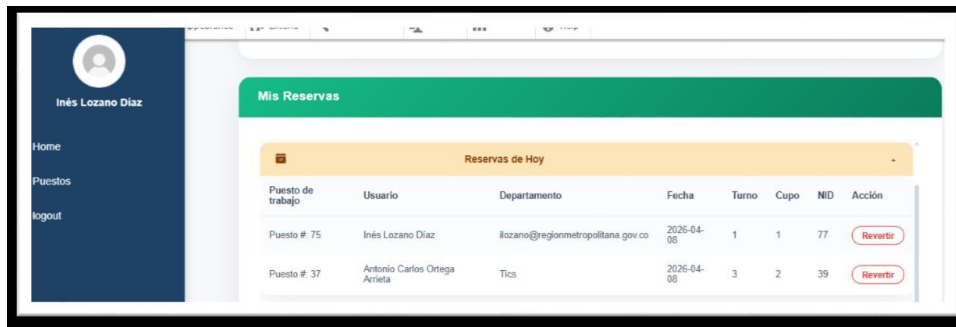 Inés Lozano Díaz
Home
Puestos
logout
Mis Reservas
Reservas de Hoy
Puesto de trabajo Usuario Departamento Fecha Turno Cupo NID Acción
Puesto #: 75 Inés Lozano Díaz ilozano@regionmetropolitana.gov.co 2026-04-08 1 1 77 Revertir
Puesto #: 37 Antonio Carlos Ortega Arrieta Tics 2026-04-08 3 2 39 Revertir